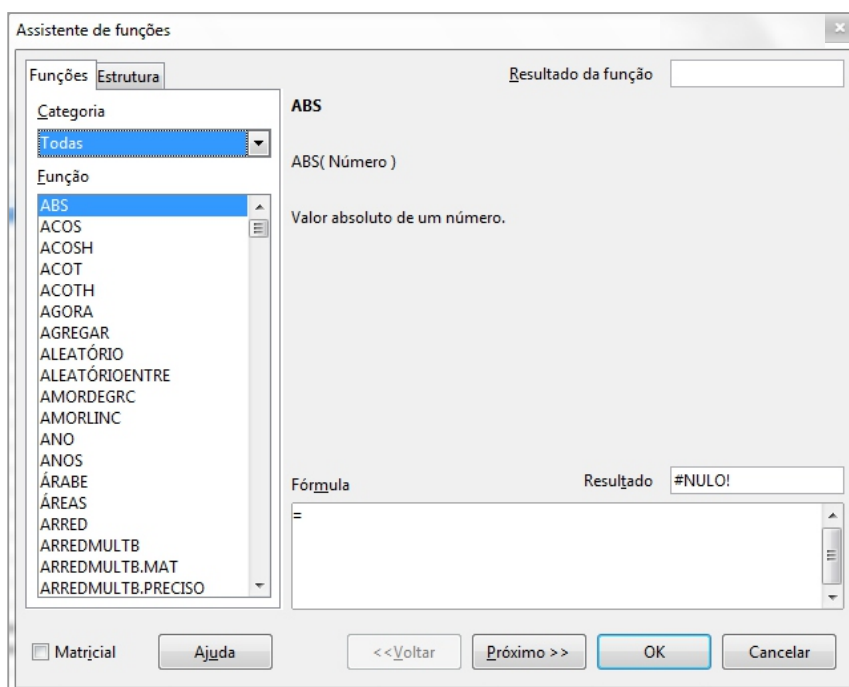 Assistente de funções
Funções
Estrutura
Categoria
Todas
Função
ABS
ACOS
ACOSH
ACOT
ACOTH
AGORA
AGREGAR
ALEATÓRIO
ALEATÓRIOENTRE
AMORDEGRC
AMORLINC
ANO
ANOS
ÁRABE
ÁREAS
ARRED
ARREDMULTB
ARREDMULTB.MAT
ARREDMULTB.PRECISO
Resultado da função
ABS
ABS( Número )
Valor absoluto de um número.
Fórmula
Resultado
#NULO!
=
Matricial
Ajuda
<<Voltar
Próximo >>
OK
Cancelar